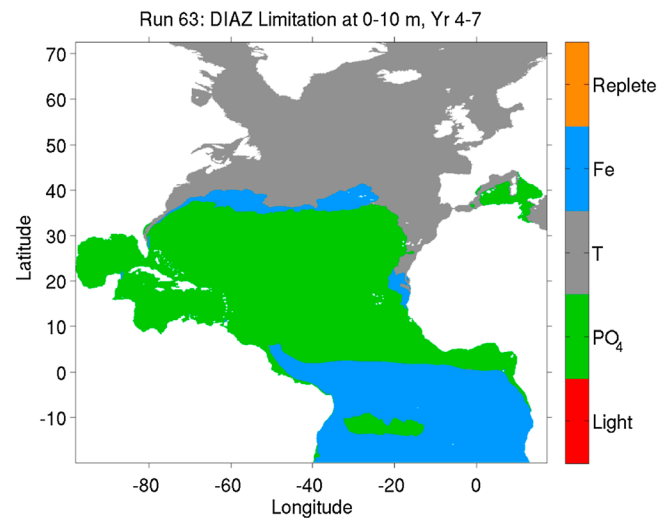 Run 63: DIAZ Limitation at 0-10 m, Yr 4-7
70
60
50
40
30
20
10
0
-10
Latitude
-80
-60
-40
-20
0
Longitude
Replete
Fe
T
PO₄
Light